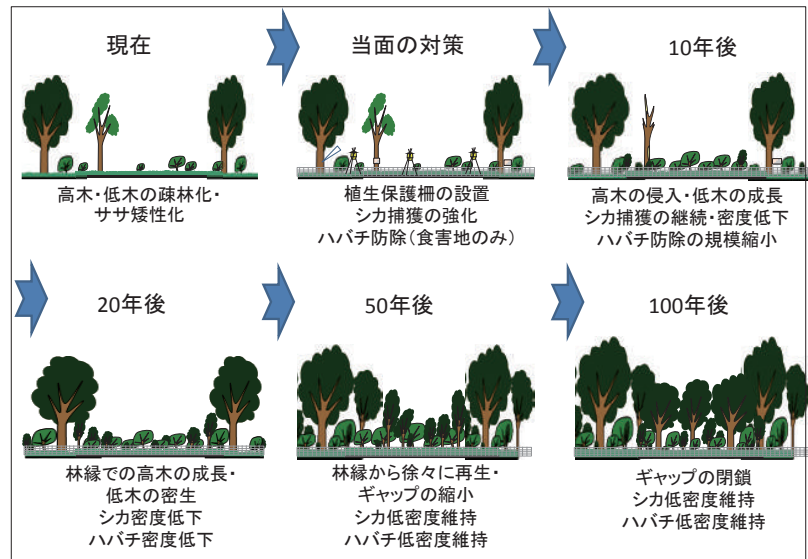 現在
高木・低木の疎林化・
ササ矮性化
当面の対策
植生保護柵の設置
シカ捕獲の強化
ハバチ防除(食害地のみ)
10年後
高木の侵入・低木の成長
シカ捕獲の継続・密度低下
ハバチ防除の規模縮小
20年後
林縁での高木の成長・
低木の密生
シカ密度低下
ハバチ密度低下
50年後
林縁から徐々に再生・
ギャップの縮小
シカ低密度維持
ハバチ低密度維持
100年後
ギャップの閉鎖
シカ低密度維持
ハバチ低密度維持